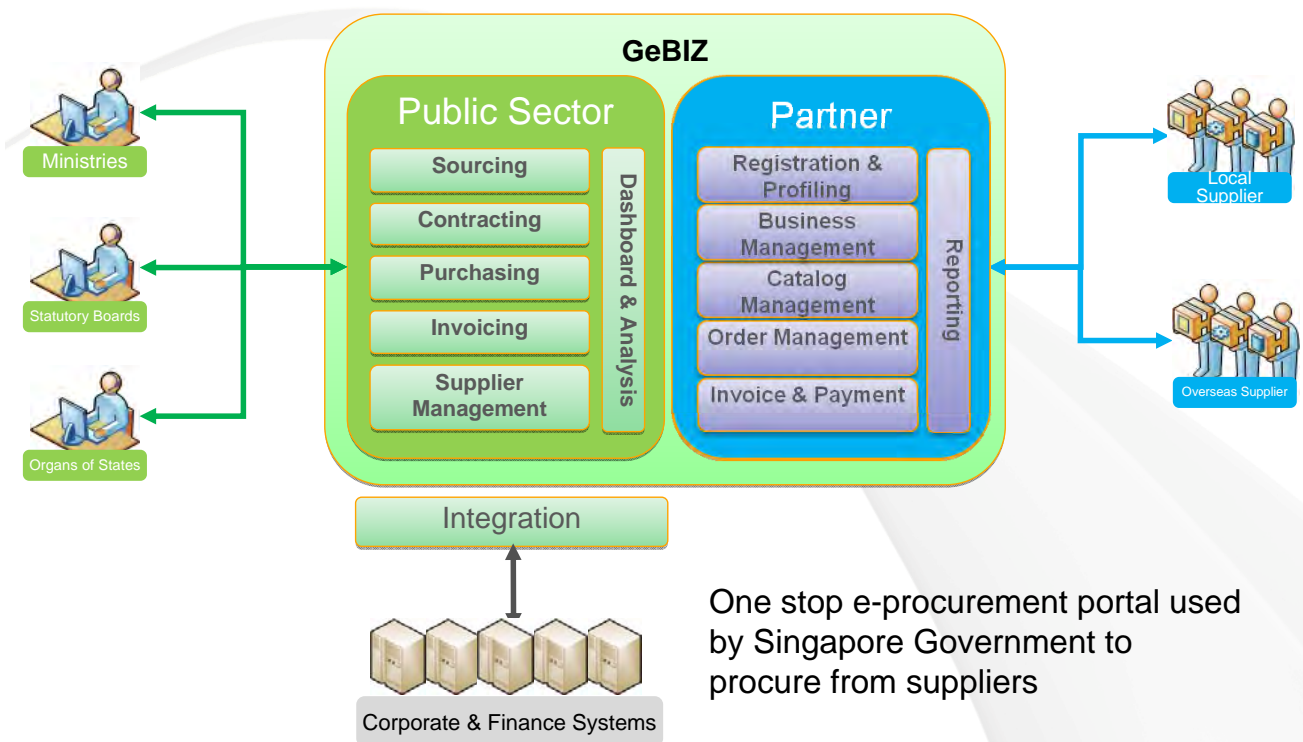 GeBIZ
Ministries
Statutory Boards
Organs of States
Public Sector
Sourcing
Contracting
Purchasing
Invoicing
Supplier
Management
Dashboard & Analysis
Partner
Registration &
Profiling
Business
Management
Catalog
Management
Order Management
Invoice & Payment
Reporting
Local
Supplier
Overseas Supplier
Integration
Corporate & Finance Systems
One stop e-procurement portal used
by Singapore Government to
procure from suppliers